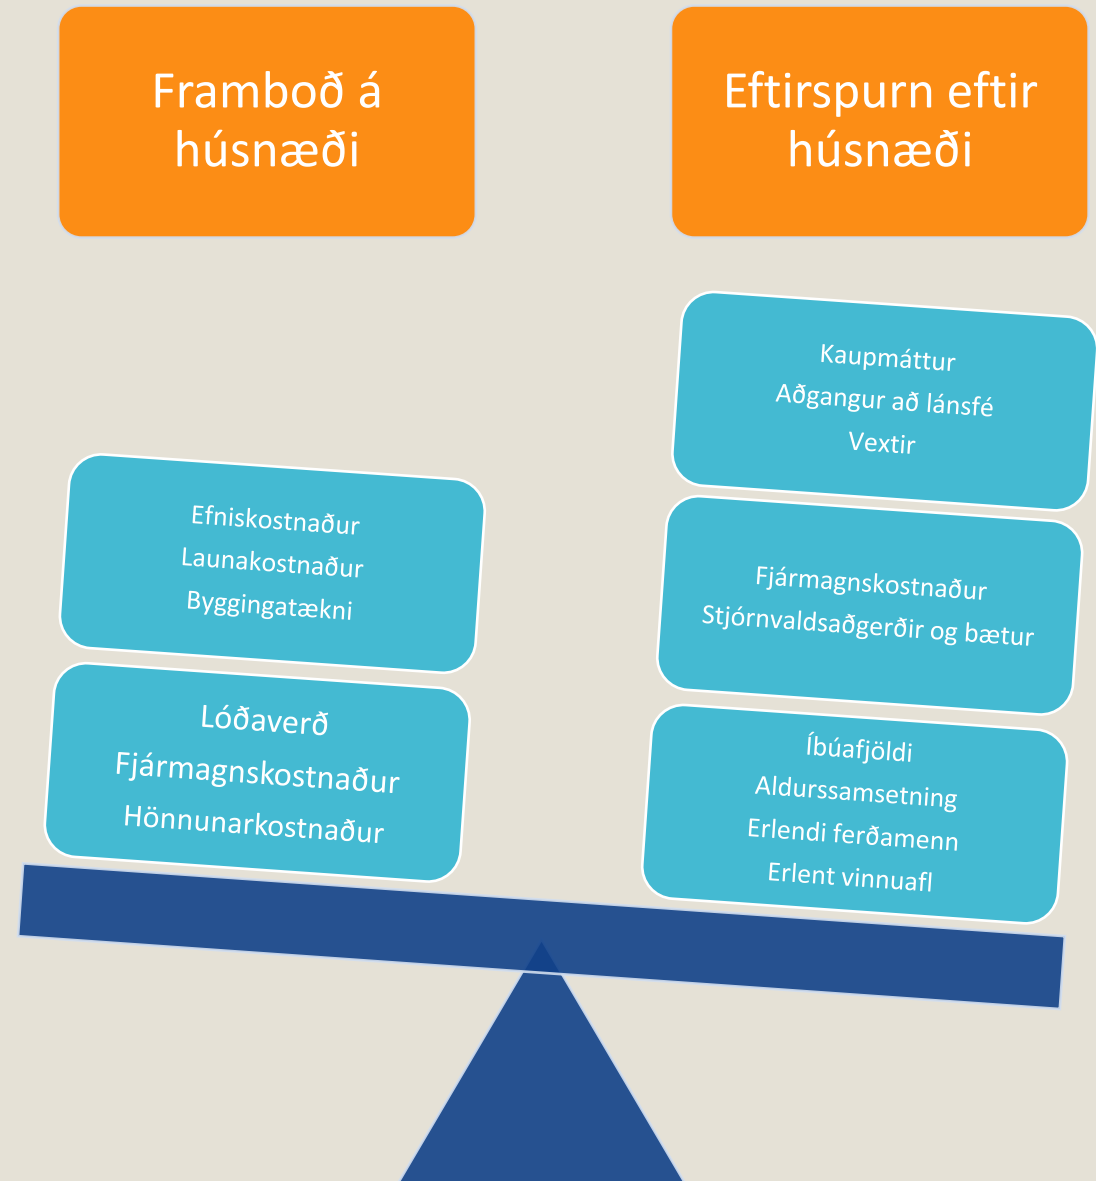 Framboð á
húsnæði
Eftirspurn eftir
húsnæði
Kaupmáttur
Aðgangur að lánsfé
Vextir
Efniskostnaður
Launakostnaður
Byggingatækni
Fjármagnskostnaður
Stjórnvaldsaðgerðir og bætur
Lóðaverð
Fjármagnskostnaður
Hönnunarkostnaður
Íbúafjöldi
Aldurssamsetning
Erlendi ferðamenn
Erlent vinnuafl